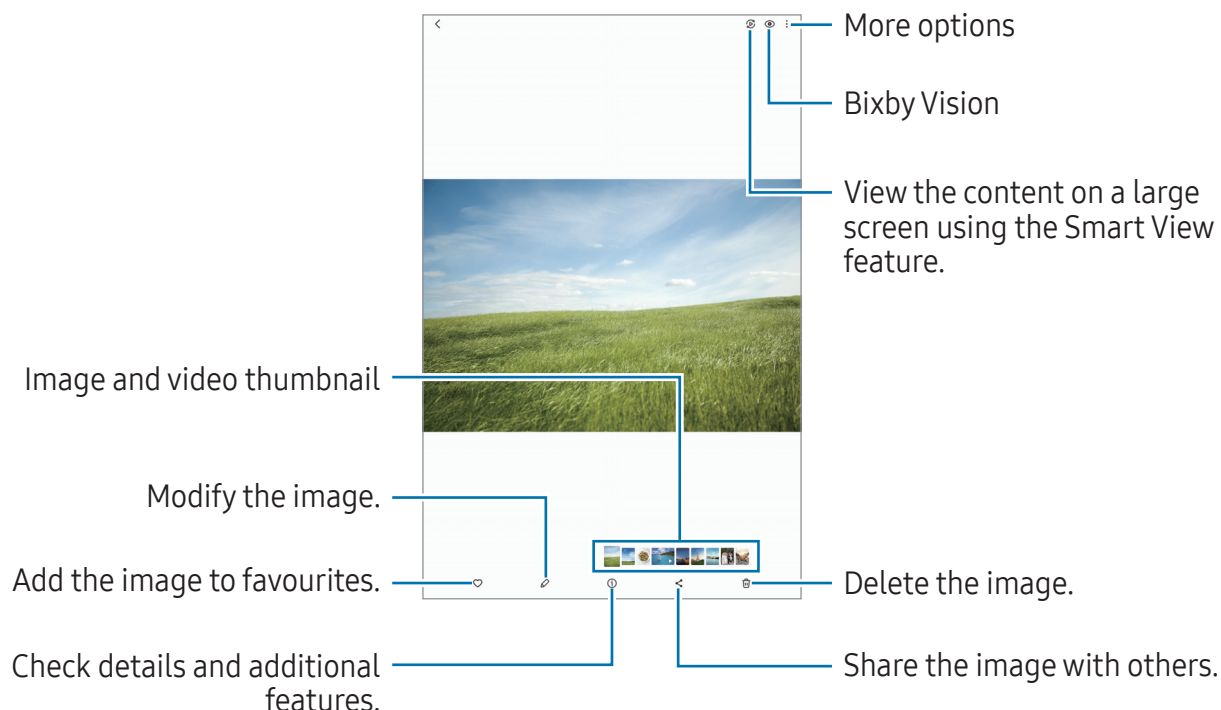 More options
Bixby Vision
View the content on a large
screen using the Smart View
feature.
Image and video thumbnail
Modify the image.
Add the image to favourites.
Delete the image.
Check details and additional
features.
Share the image with others.